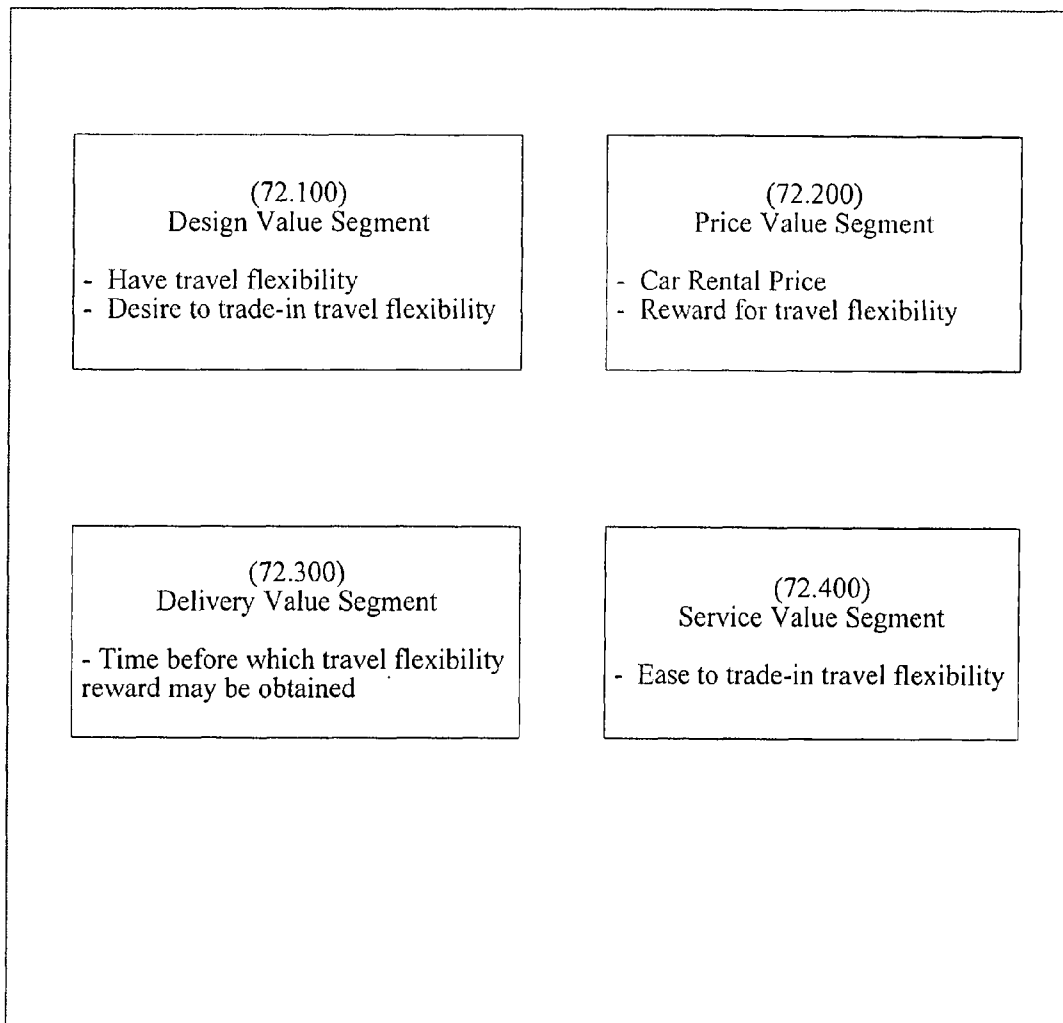 (72.100)
Design Value Segment
- Have travel flexibility
- Desire to trade-in travel flexibility
(72.200)
Price Value Segment
- Car Rental Price
- Reward for travel flexibility
(72.300)
Delivery Value Segment
- Time before which travel flexibility
reward may be obtained
(72.400)
Service Value Segment
- Ease to trade-in travel flexibility